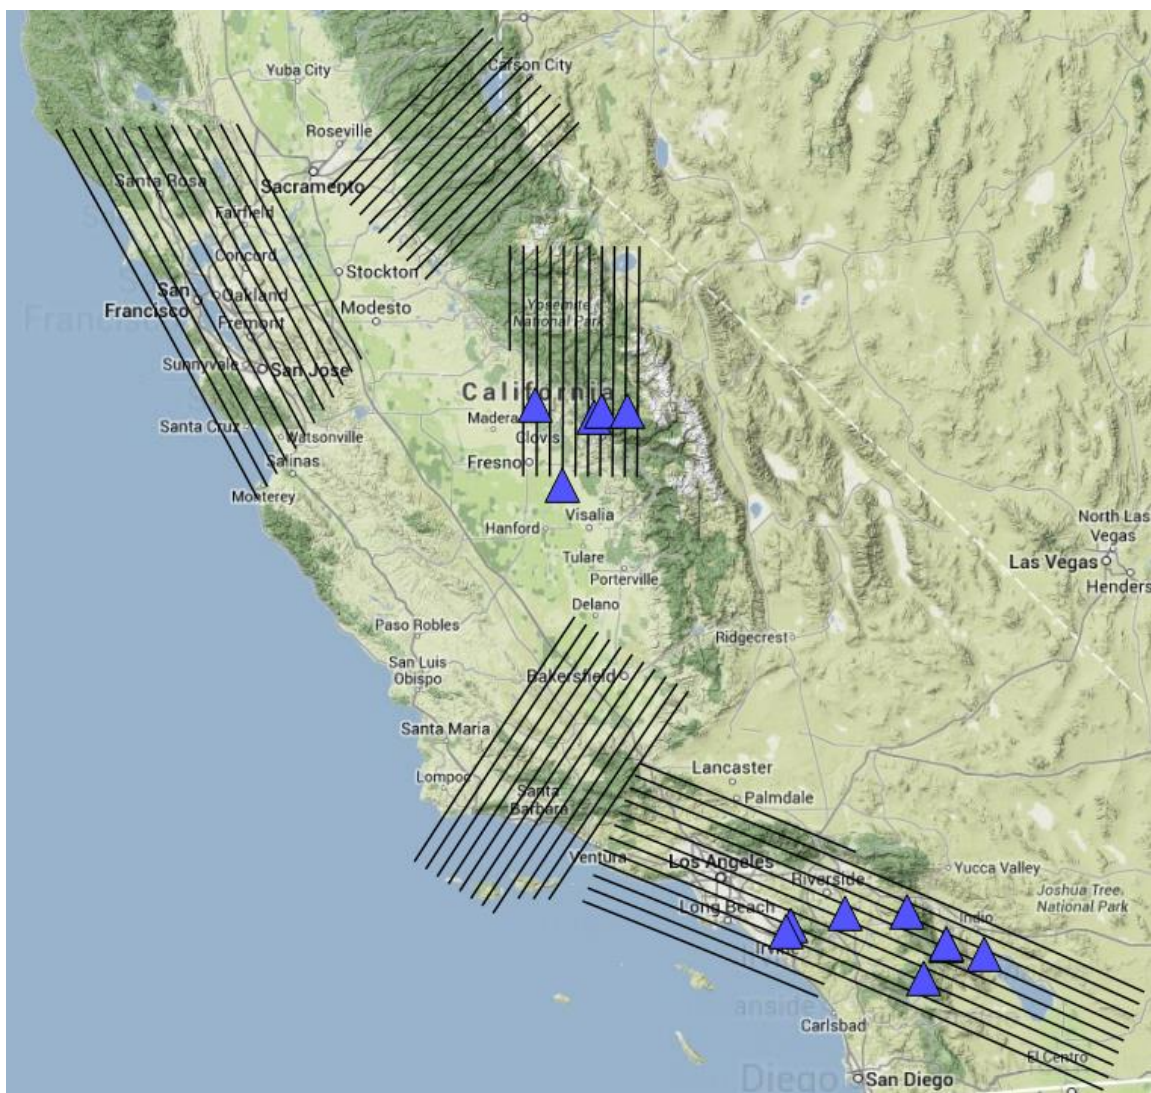 Carson City
Yuba City
Roseville
Sacramento
Santa Rosa
Fairfield
Concord
Stockton
San
Francisco
Oakland
Modesto
Fremont
Yosemite
National Park
Sunnyvale
San Jose
California
Madera
Santa Cruz
Watsonville
Clovis
Salinas
Fresno
Monterey
Visalia
Hanford
North Las
Vegas
Las Vegas
Tulare
Henders
Porterville
Delano
Paso Robles
Ridgecrest
San Luis
Obispo
Bakersfield
Santa Maria
Lancaster
Lompoc
Santa
Barbara
Palmdale
Ventura
Los Angeles
Yucca Valley
Riverside
Joshua Tree
National Park
Long Beach
Indio
Irvine
anside
Carlsbad
El Centro
Diego
San Diego